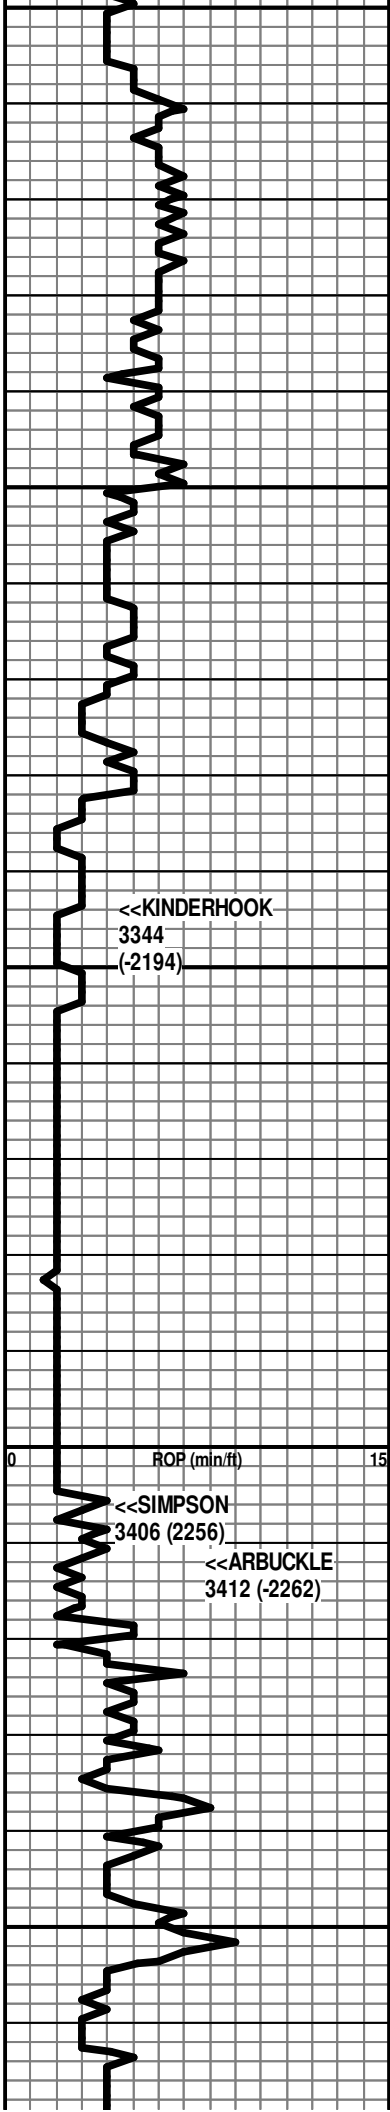 <<KINDERHOOK
3344
(-2194)
0 ROP (min/ft) 15
<<SIMPSON
3406 (2256)
<<ARBUCKLE
3412 (-2262)